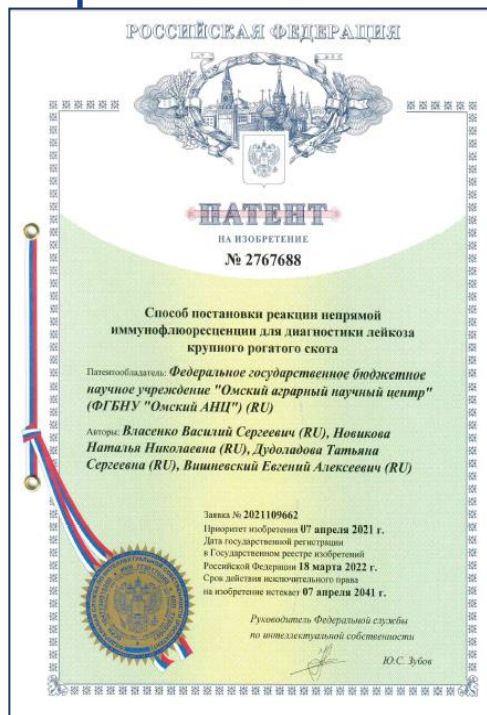 РОССИЙСКАЯ ФЕДЕРАЦИЯ
ПАТЕНТ
НА ИЗОБРЕТЕНИЕ
№ 2767688
Способ постановки реакции непрямой
иммунофлюоресценции для диагностики лейкоза
крупного рогатого скота
Патентообладатель: Федеральное государственное бюджетное
научное учреждение "Омский аграрный научный центр"
(ФГБНУ "Омский АНЦ") (RU)
Авторы: Власенко Василий Сергеевич (RU), Новикова
Наталья Николаевна (RU), Дудоладова Татьяна
Сергеевна (RU), Вишневский Евгений Алексеевич (RU)
Заявка № 2021109662
Приоритет изобретения 07 апреля 2021 г.
Дата государственной регистрации
в Государственном реестре изобретений
Российской Федерации 18 марта 2022 г.
Срок действия исключительного права
на изобретение истекает 07 апреля 2041 г.
Руководитель Федеральной службы
по интеллектуальной собственности
Ю.С. Зубов